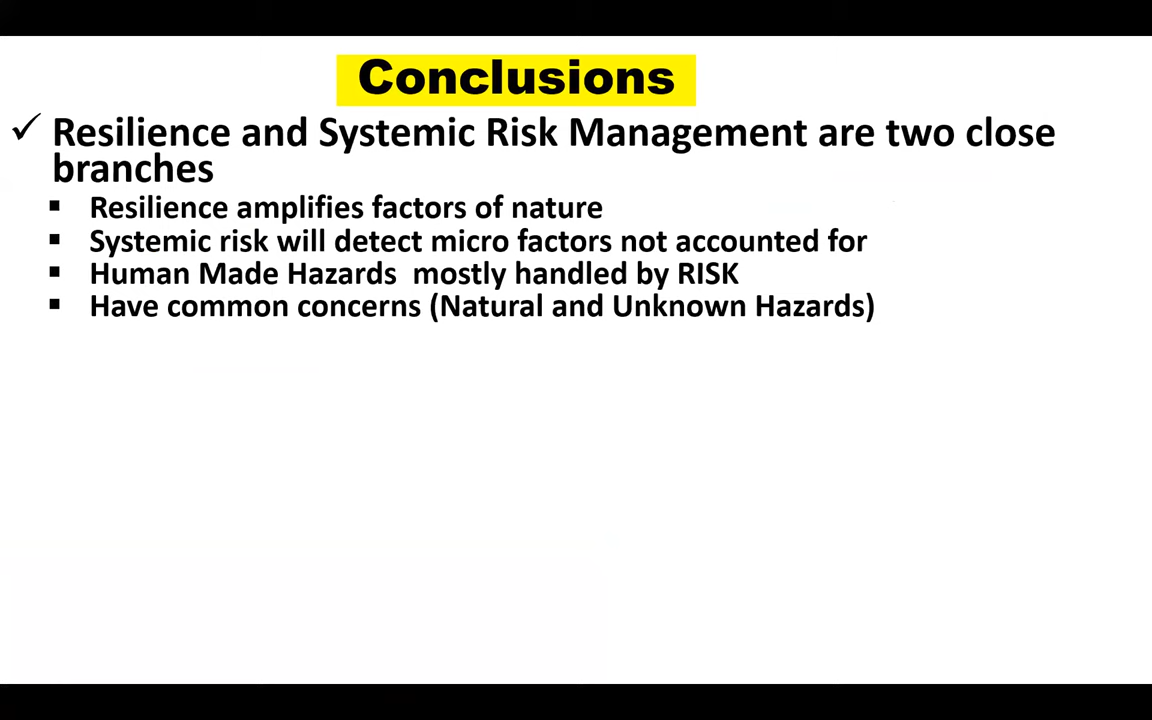 Conclusions
✓ Resilience and Systemic Risk Management are two close
branches
▪ Resilience amplifies factors of nature
▪ Systemic risk will detect micro factors not accounted for
▪ Human Made Hazards  mostly handled by RISK
▪ Have common concerns (Natural and Unknown Hazards)